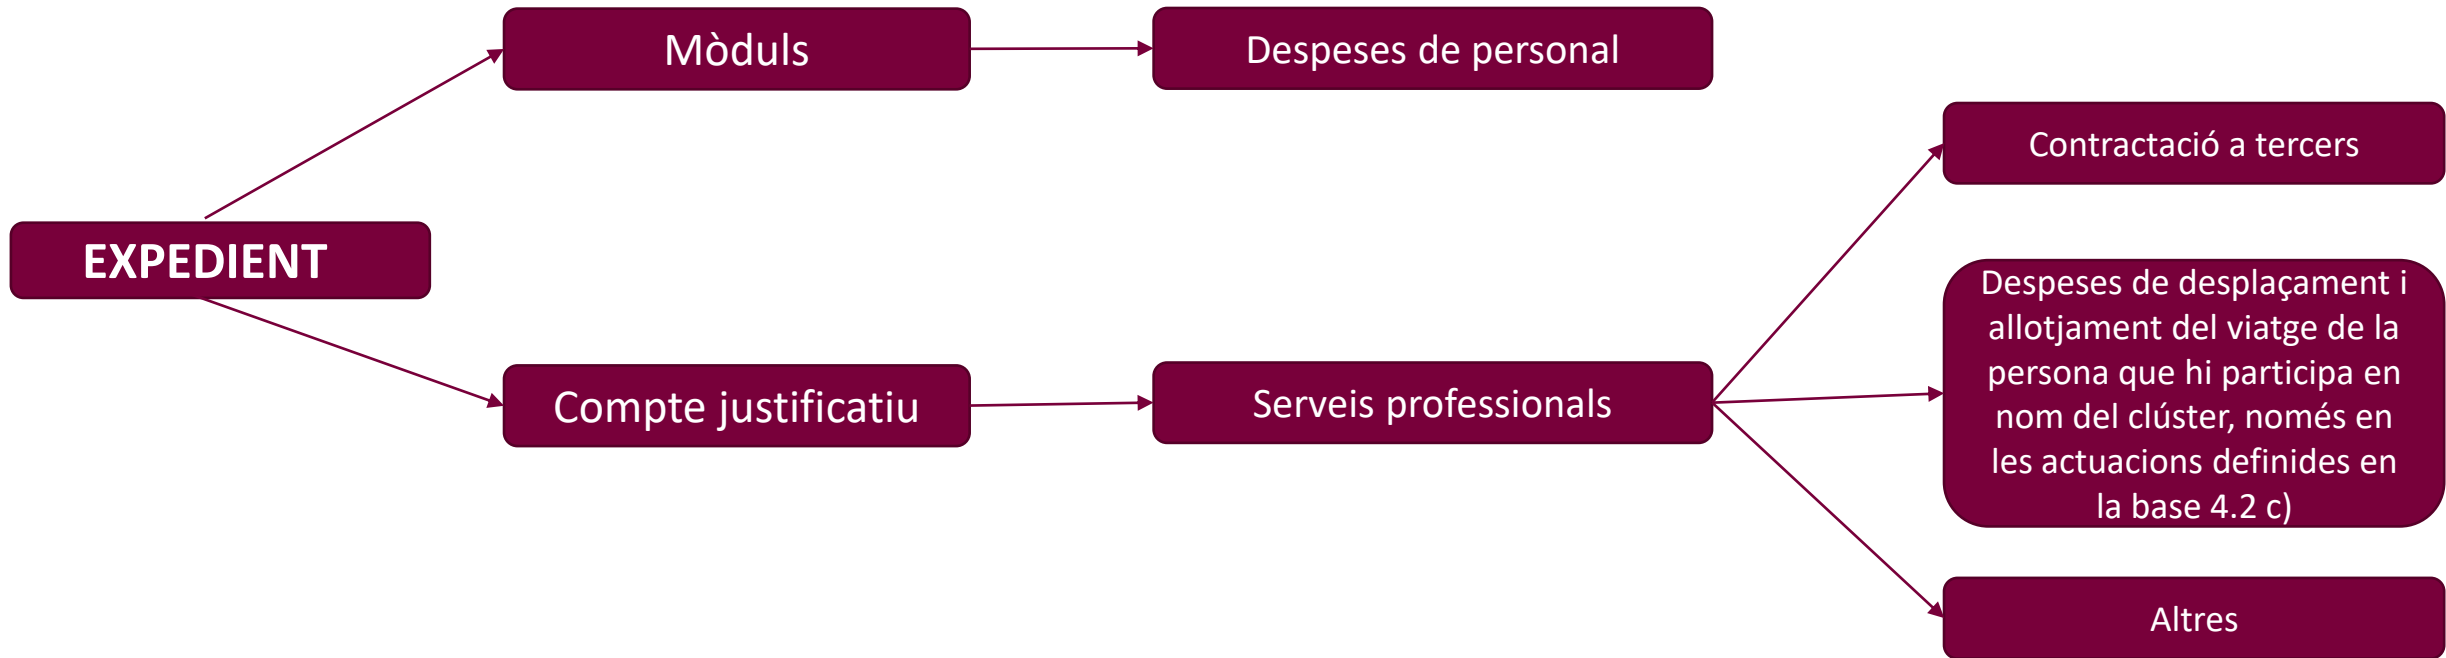 Mòduls
Despeses de personal
Contractació a tercers
EXPEDIENT
Despeses de desplaçament i
allotjament del viatge de la
persona que hi participa en
nom del clúster, només en
les actuacions definides en
la base 4.2 c)
Compte justificatiu
Serveis professionals
Altres